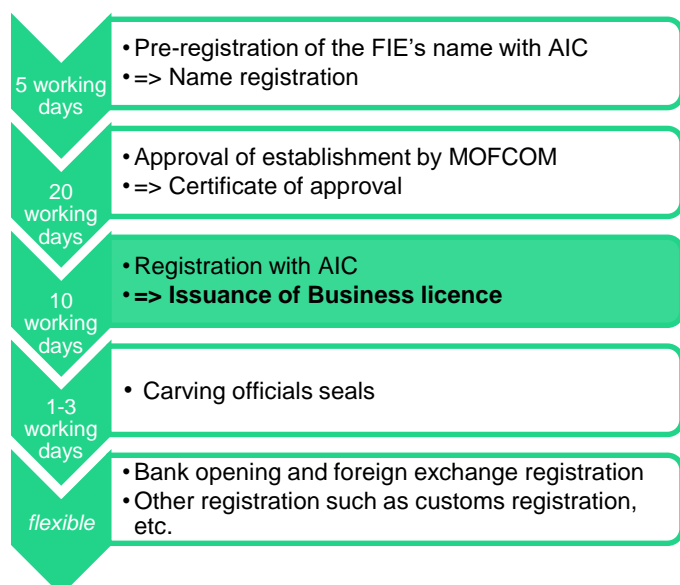 5 working
days
• Pre-registration of the FIE's name with AIC
• => Name registration
20
working
days
• Approval of establishment by MOFCOM
• => Certificate of approval
10
working
days
• Registration with AIC
• => Issuance of Business licence
1-3
working
days
• Carving officials seals
flexible
• Bank opening and foreign exchange registration
• Other registration such as customs registration,
etc.